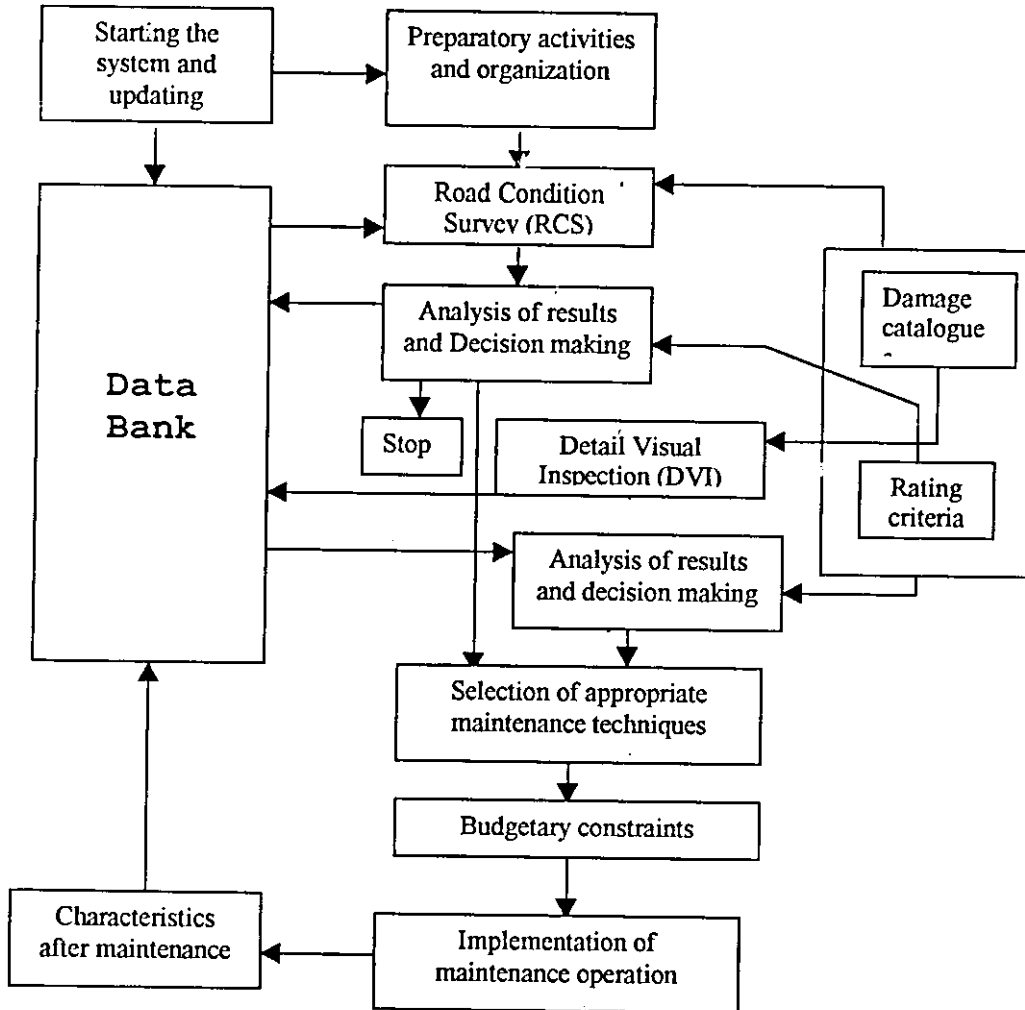 Starting the
system and
updating
Preparatory activities
and organization
Road Condition
Survey (RCS)
Analysis of results
and Decision making
Damage
catalogue
Data
Bank
Stop
Detail Visual
Inspection (DVI)
Rating
criteria
Analysis of results
and decision making
Selection of appropriate
maintenance techniques
Budgetary constraints
Characteristics
after maintenance
Implementation of
maintenance operation